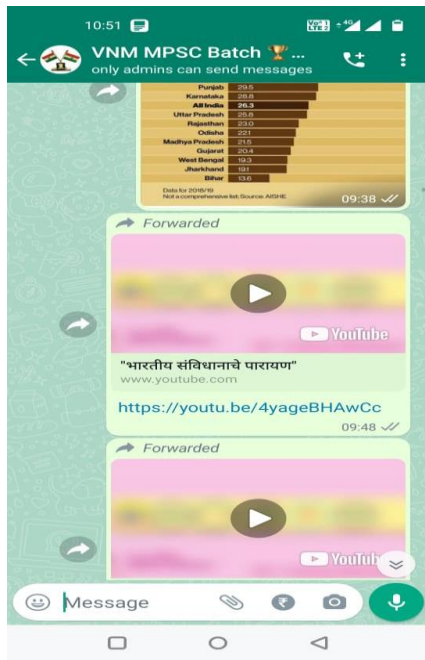 10:51
VNM MPSC Batch 🏆 ...
only admins can send messages
Punjab 29.5
Karnataka 28.8
All India 26.3
Uttar Pradesh 25.8
Rajasthan 23.0
Odisha 22.1
Madhya Pradesh 21.5
Gujarat 20.4
West Bengal 19.3
Jharkhand 19.1
Bihar 13.6
Data for 2018/19
Not a comprehensive list; Source: AISHE
09:38
Forwarded
YouTube
"भारतीय संविधानाचे पारायण"
www.youtube.com
https://youtu.be/4yageBHAwCc
09:48
Forwarded
YouTub
Message